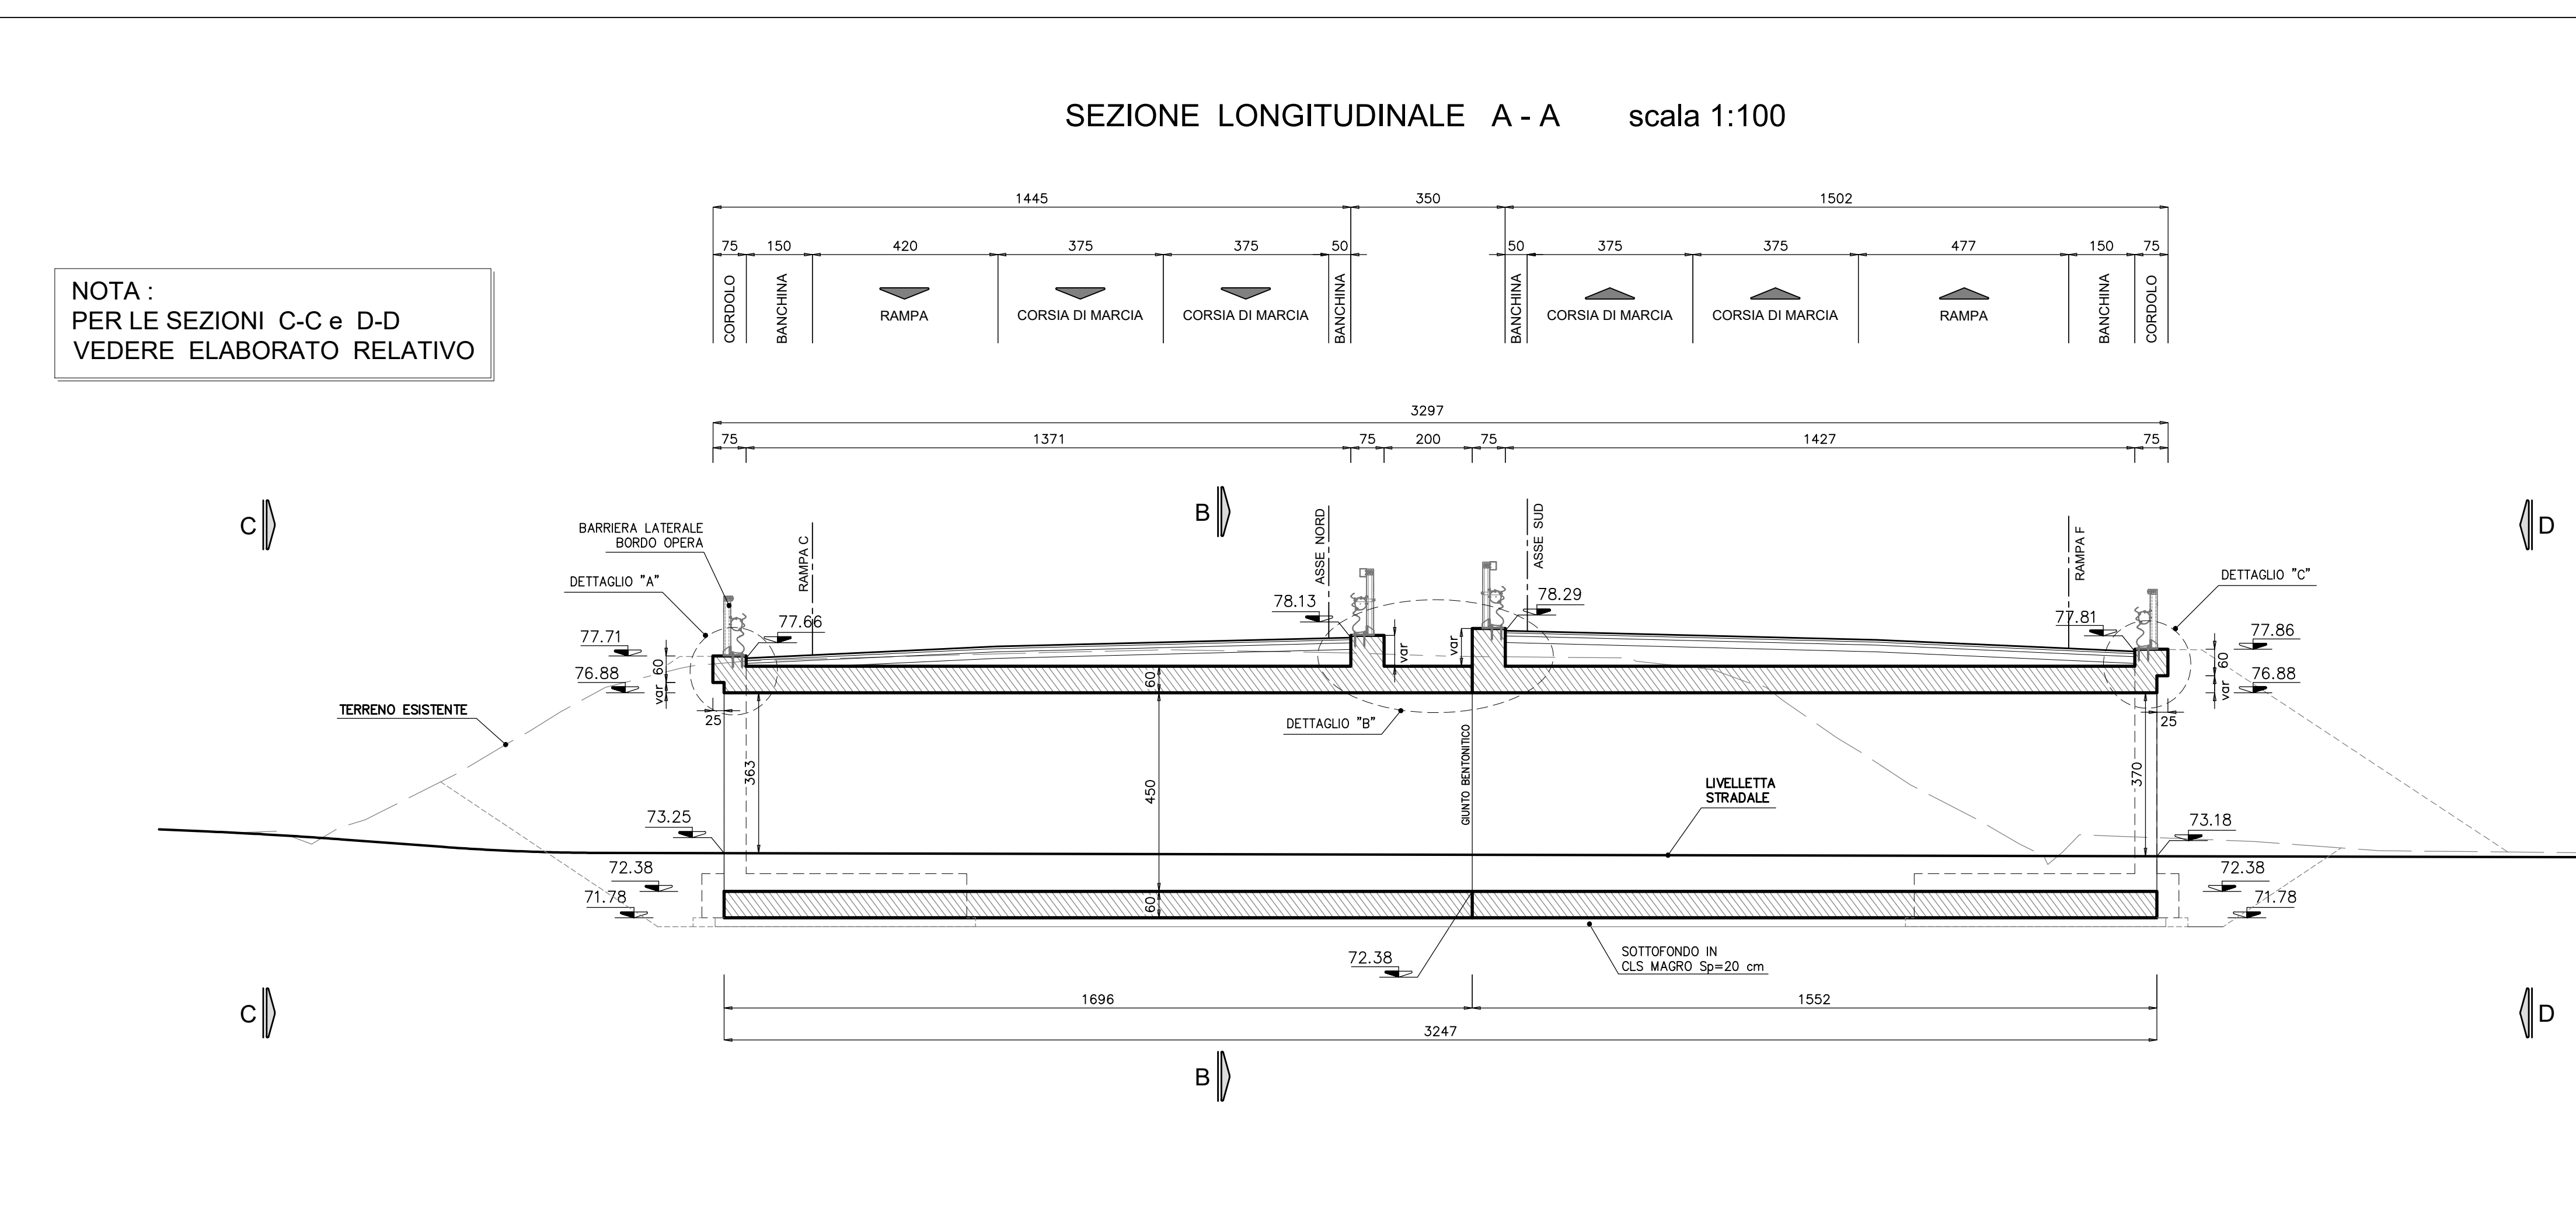 SEZIONE LONGITUDINALE A - A scala 1:100
1445 350 1502
75 150 420 375 375 50 50 375 375 477 150 75
CORDOLO
BANCHINA
RAMPA
CORSIA DI MARCIA
CORSIA DI MARCIA
BANCHINA
BANCHINA
CORSIA DI MARCIA
CORSIA DI MARCIA
RAMPA
BANCHINA
CORDOLO
NOTA :
PER LE SEZIONI C-C e D-D
VEDERE ELABORATO RELATIVO
3297
75 1371 75 200 75 1427 75
C
B
D
BARRIERA LATERALE
BORDO OPERA
DETTAGLIO "A"
RAMPA C
ASSE NORD
ASSE SUD
RAMPA F
DETTAGLIO "C"
78.13
78.29
77.66
77.81
77.71
77.86
76.88
76.88
60
var
25
60
var
var
60
var
25
TERRENO ESISTENTE
DETTAGLIO "B"
GIUNTO BENTONITICO
363
450
370
LIVELLETTA
STRADALE
73.25
73.18
72.38
72.38
71.78
71.78
60
72.38
SOTTOFONDO IN
CLS MAGRO Sp=20 cm
1696 1552
3247
C
B
D